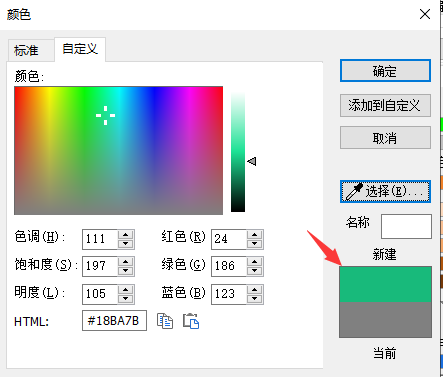 颜色
标准 自定义
颜色:
确定
添加到自定义
取消
选择(E)...
名称
新建
色调(H): 111 红色(R) 24
饱和度(S): 197 绿色(G) 186
明度(L): 105 蓝色(B) 123
HTML: #18BA7B
当前